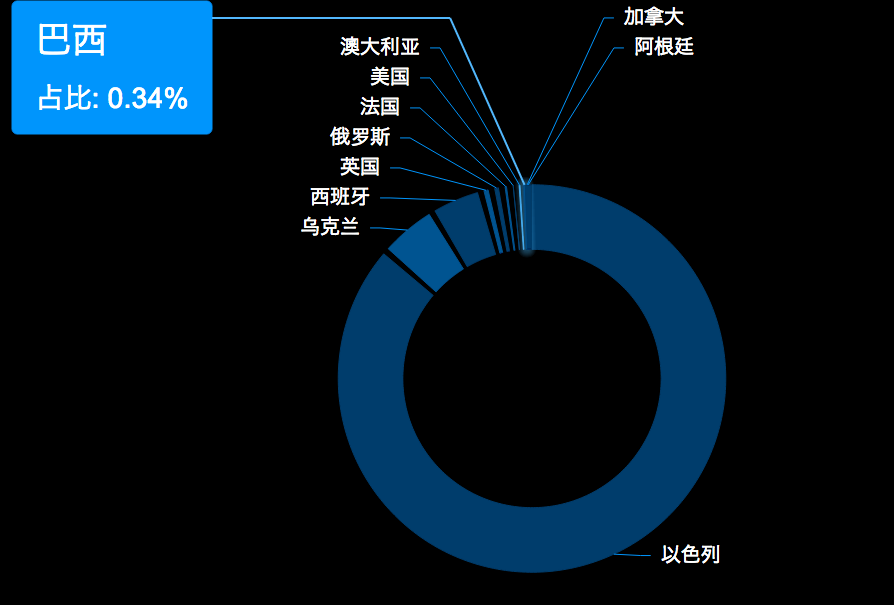 巴西
占比: 0.34%
加拿大
澳大利亚
阿根廷
美国
法国
俄罗斯
英国
西班牙
乌克兰
以色列